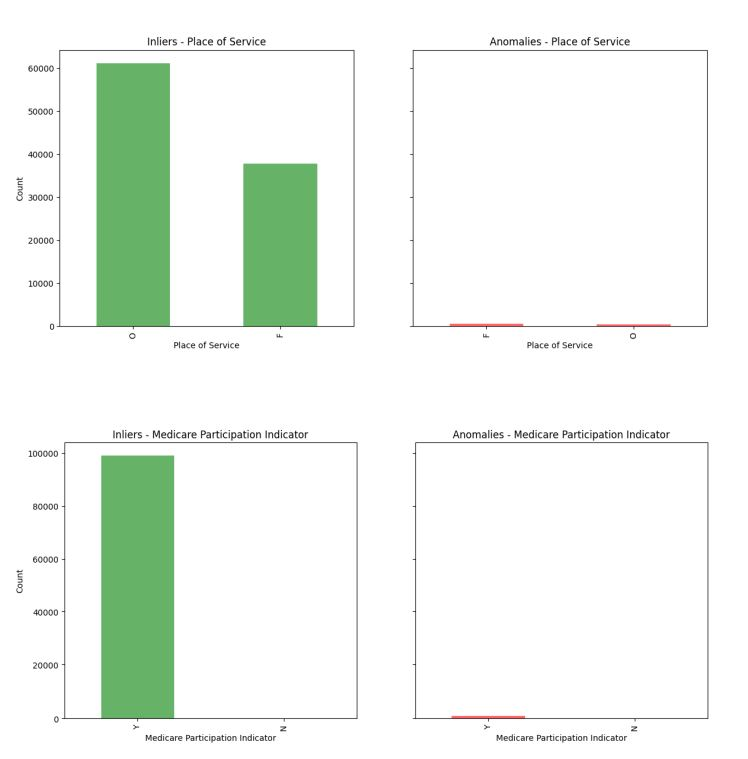 Inliers - Place of Service
Anomalies - Place of Service
60000
50000
40000
30000
20000
10000
0
Count
O
F
Place of Service
F
O
Place of Service
Inliers - Medicare Participation Indicator
Anomalies - Medicare Participation Indicator
100000
80000
60000
40000
20000
0
Count
Y
N
Medicare Participation Indicator
Y
N
Medicare Participation Indicator